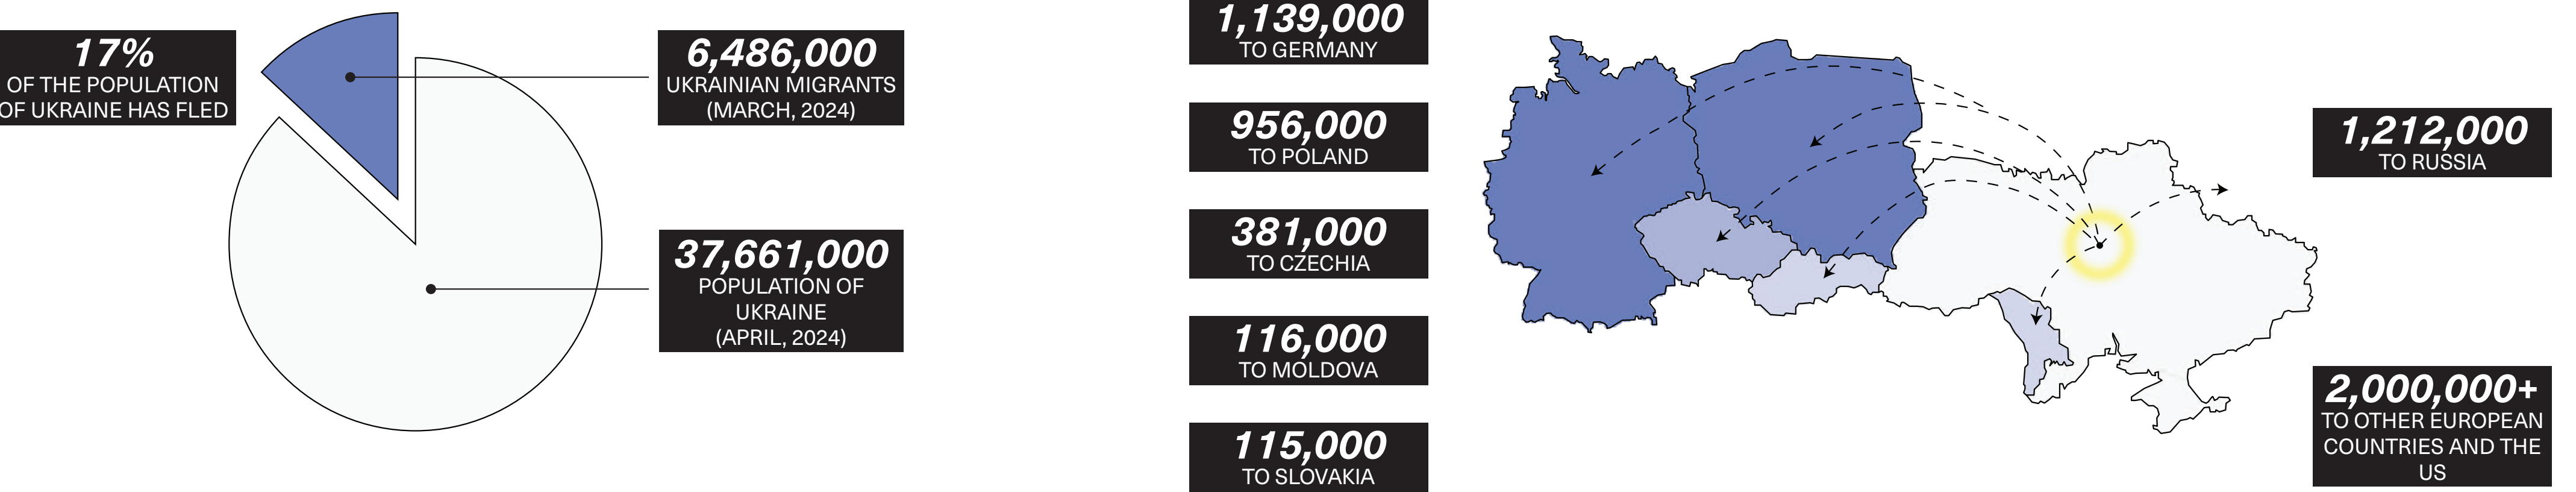 17%
OF THE POPULATION
OF UKRAINE HAS FLED
6,486,000
UKRAINIAN MIGRANTS
(MARCH, 2024)
37,661,000
POPULATION OF
UKRAINE
(APRIL, 2024)
1,139,000
TO GERMANY
956,000
TO POLAND
381,000
TO CZECHIA
116,000
TO MOLDOVA
115,000
TO SLOVAKIA
1,212,000
TO RUSSIA
2,000,000+
TO OTHER EUROPEAN
COUNTRIES AND THE
US